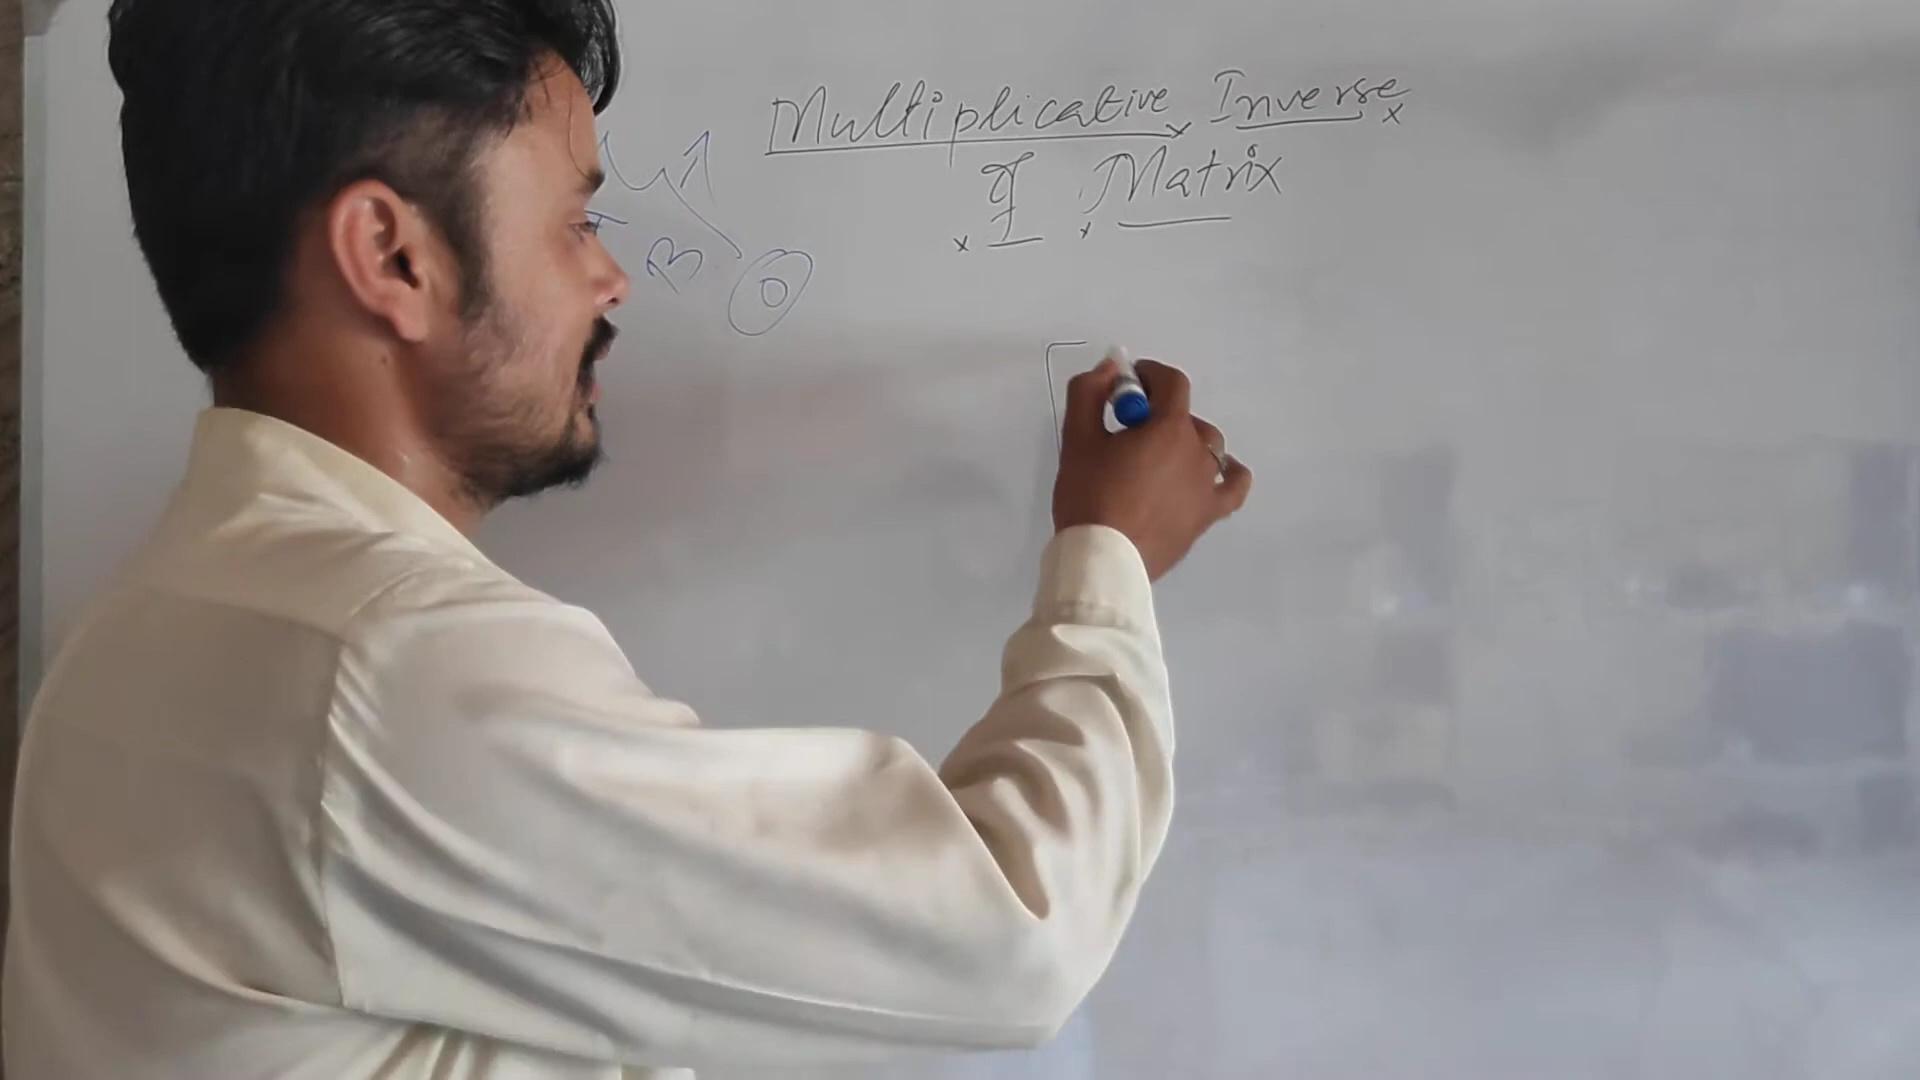 Multiplicative Inverse
of Matrix